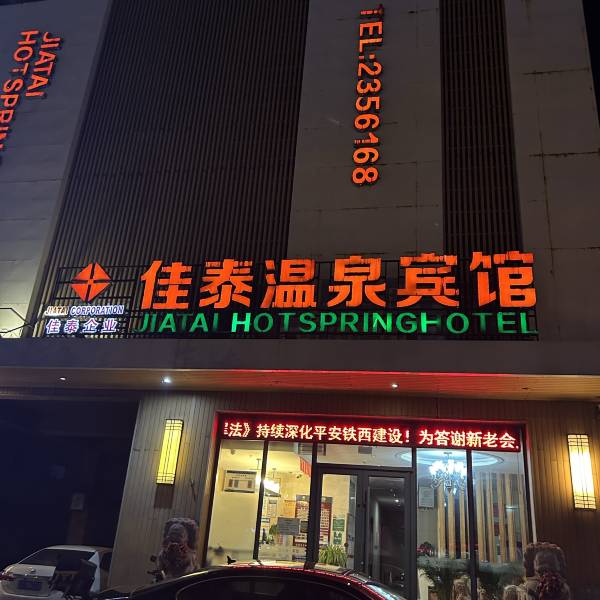 JIATAI
HOTSPRIN
TEL:2356168
佳泰温泉宾馆
JIATAI HOTSPRINGHOTEL
JIATAI CORPORATION
佳泰企业
法》持续深化平安铁西建设！为答谢新老会